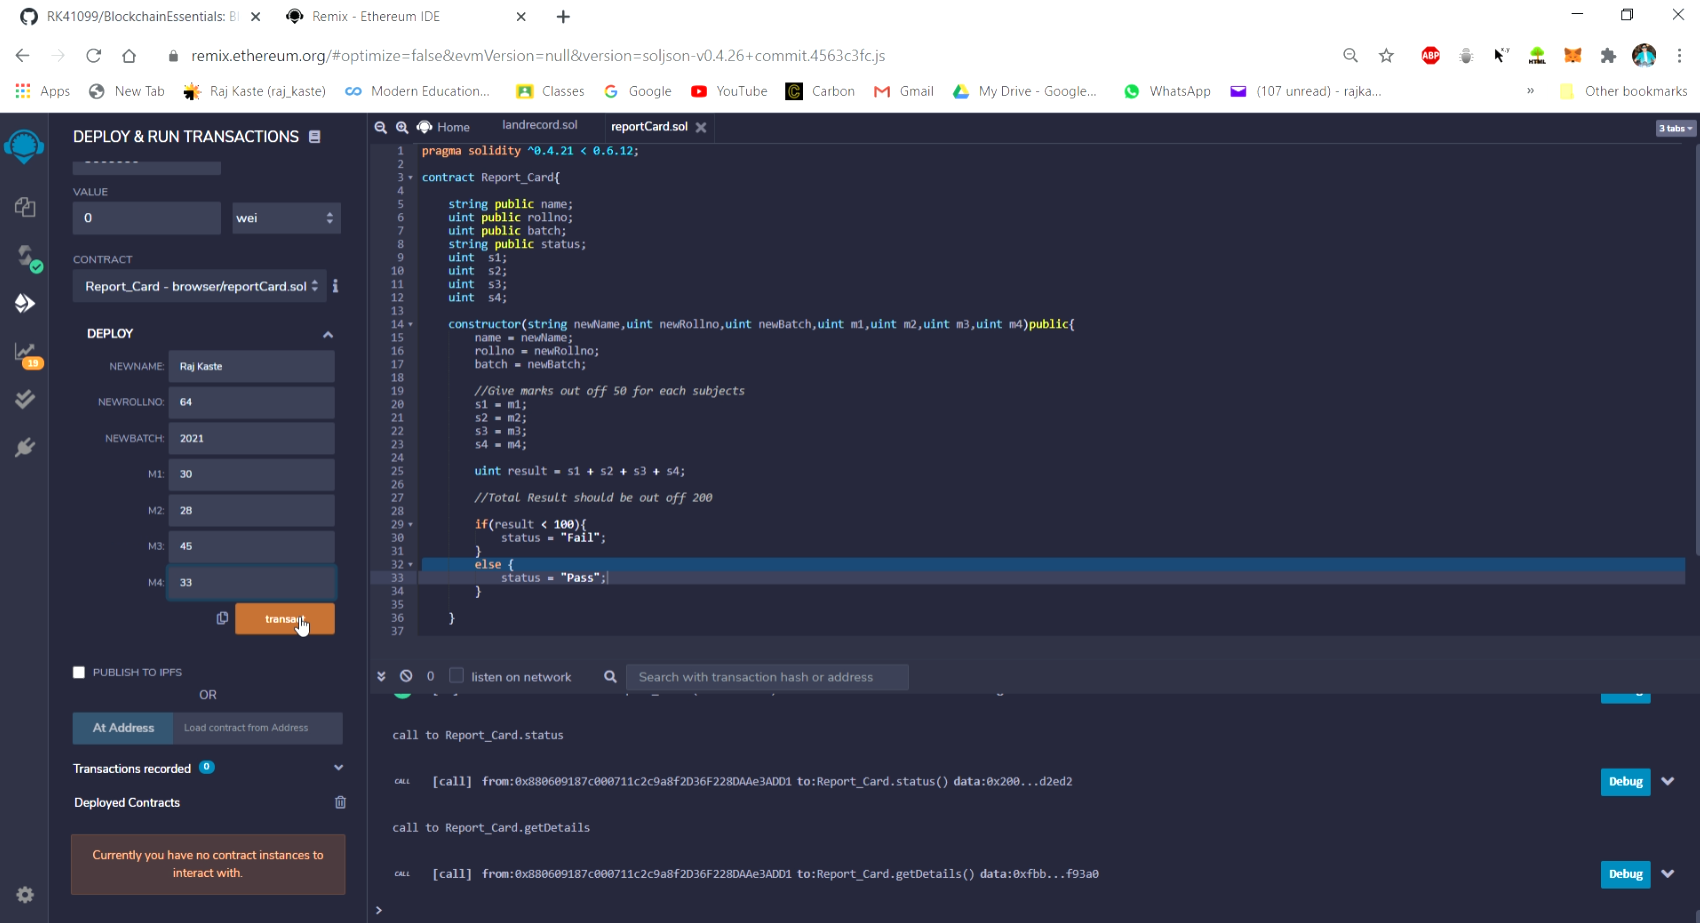 RK41099/BlockchainEssentials: Bl
Remix - Ethereum IDE
remix.ethereum.org/#optimize=false&evmVersion=null&version=soljson-v0.4.26+commit.4563c3fc.js
ABP
x,y
HTML
Apps
New Tab
Raj Kaste (raj_kaste)
Modern Education...
Classes
Google
YouTube
Carbon
Gmail
My Drive - Google...
WhatsApp
(107 unread) - rajka...
»
Other bookmarks
DEPLOY & RUN TRANSACTIONS
VALUE
0
wei
CONTRACT
Report_Card - browser/reportCard.sol
i
DEPLOY
NEWNAME: Raj Kaste
NEWROLLNO: 64
NEWBATCH: 2021
M1: 30
M2: 28
M3: 45
M4: 33
transact
PUBLISH TO IPFS
OR
At Address
Load contract from Address
Transactions recorded 0
Deployed Contracts
Currently you have no contract instances to
interact with.
19
Home
landrecord.sol
reportCard.sol
3 tabs
1 pragma solidity ^0.4.21 < 0.6.12;
2
3 contract Report_Card{
4
5 string public name;
6 uint public rollno;
7 uint public batch;
8 string public status;
9 uint s1;
10 uint s2;
11 uint s3;
12 uint s4;
13
14 constructor(string newName,uint newRollno,uint newBatch,uint m1,uint m2,uint m3,uint m4)public{
15 name = newName;
16 rollno = newRollno;
17 batch = newBatch;
18
19 //Give marks out off 50 for each subjects
20 s1 = m1;
21 s2 = m2;
22 s3 = m3;
23 s4 = m4;
24
25 uint result = s1 + s2 + s3 + s4;
26
27 //Total Result should be out off 200
28
29 if(result < 100){
30 status = "Fail";
31 }
32 else {
33 status = "Pass";
34 }
35
36 }
37
0
listen on network
Search with transaction hash or address
call to Report_Card.status
CALL [call] from:0x880609187c000711c2c9a8f2D36F228DAAe3ADD1 to:Report_Card.status() data:0x200...d2ed2
Debug
call to Report_Card.getDetails
CALL [call] from:0x880609187c000711c2c9a8f2D36F228DAAe3ADD1 to:Report_Card.getDetails() data:0xfbb...f93a0
Debug
>